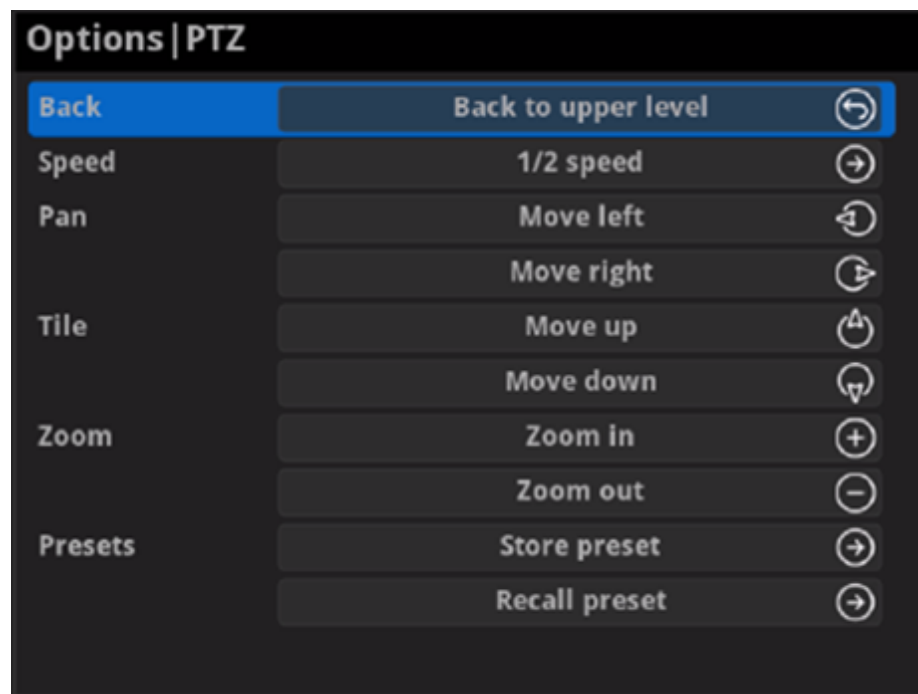 Options|PTZ
Back Back to upper level
Speed 1/2 speed
Pan Move left
Move right
Tile Move up
Move down
Zoom Zoom in
Zoom out
Presets Store preset
Recall preset